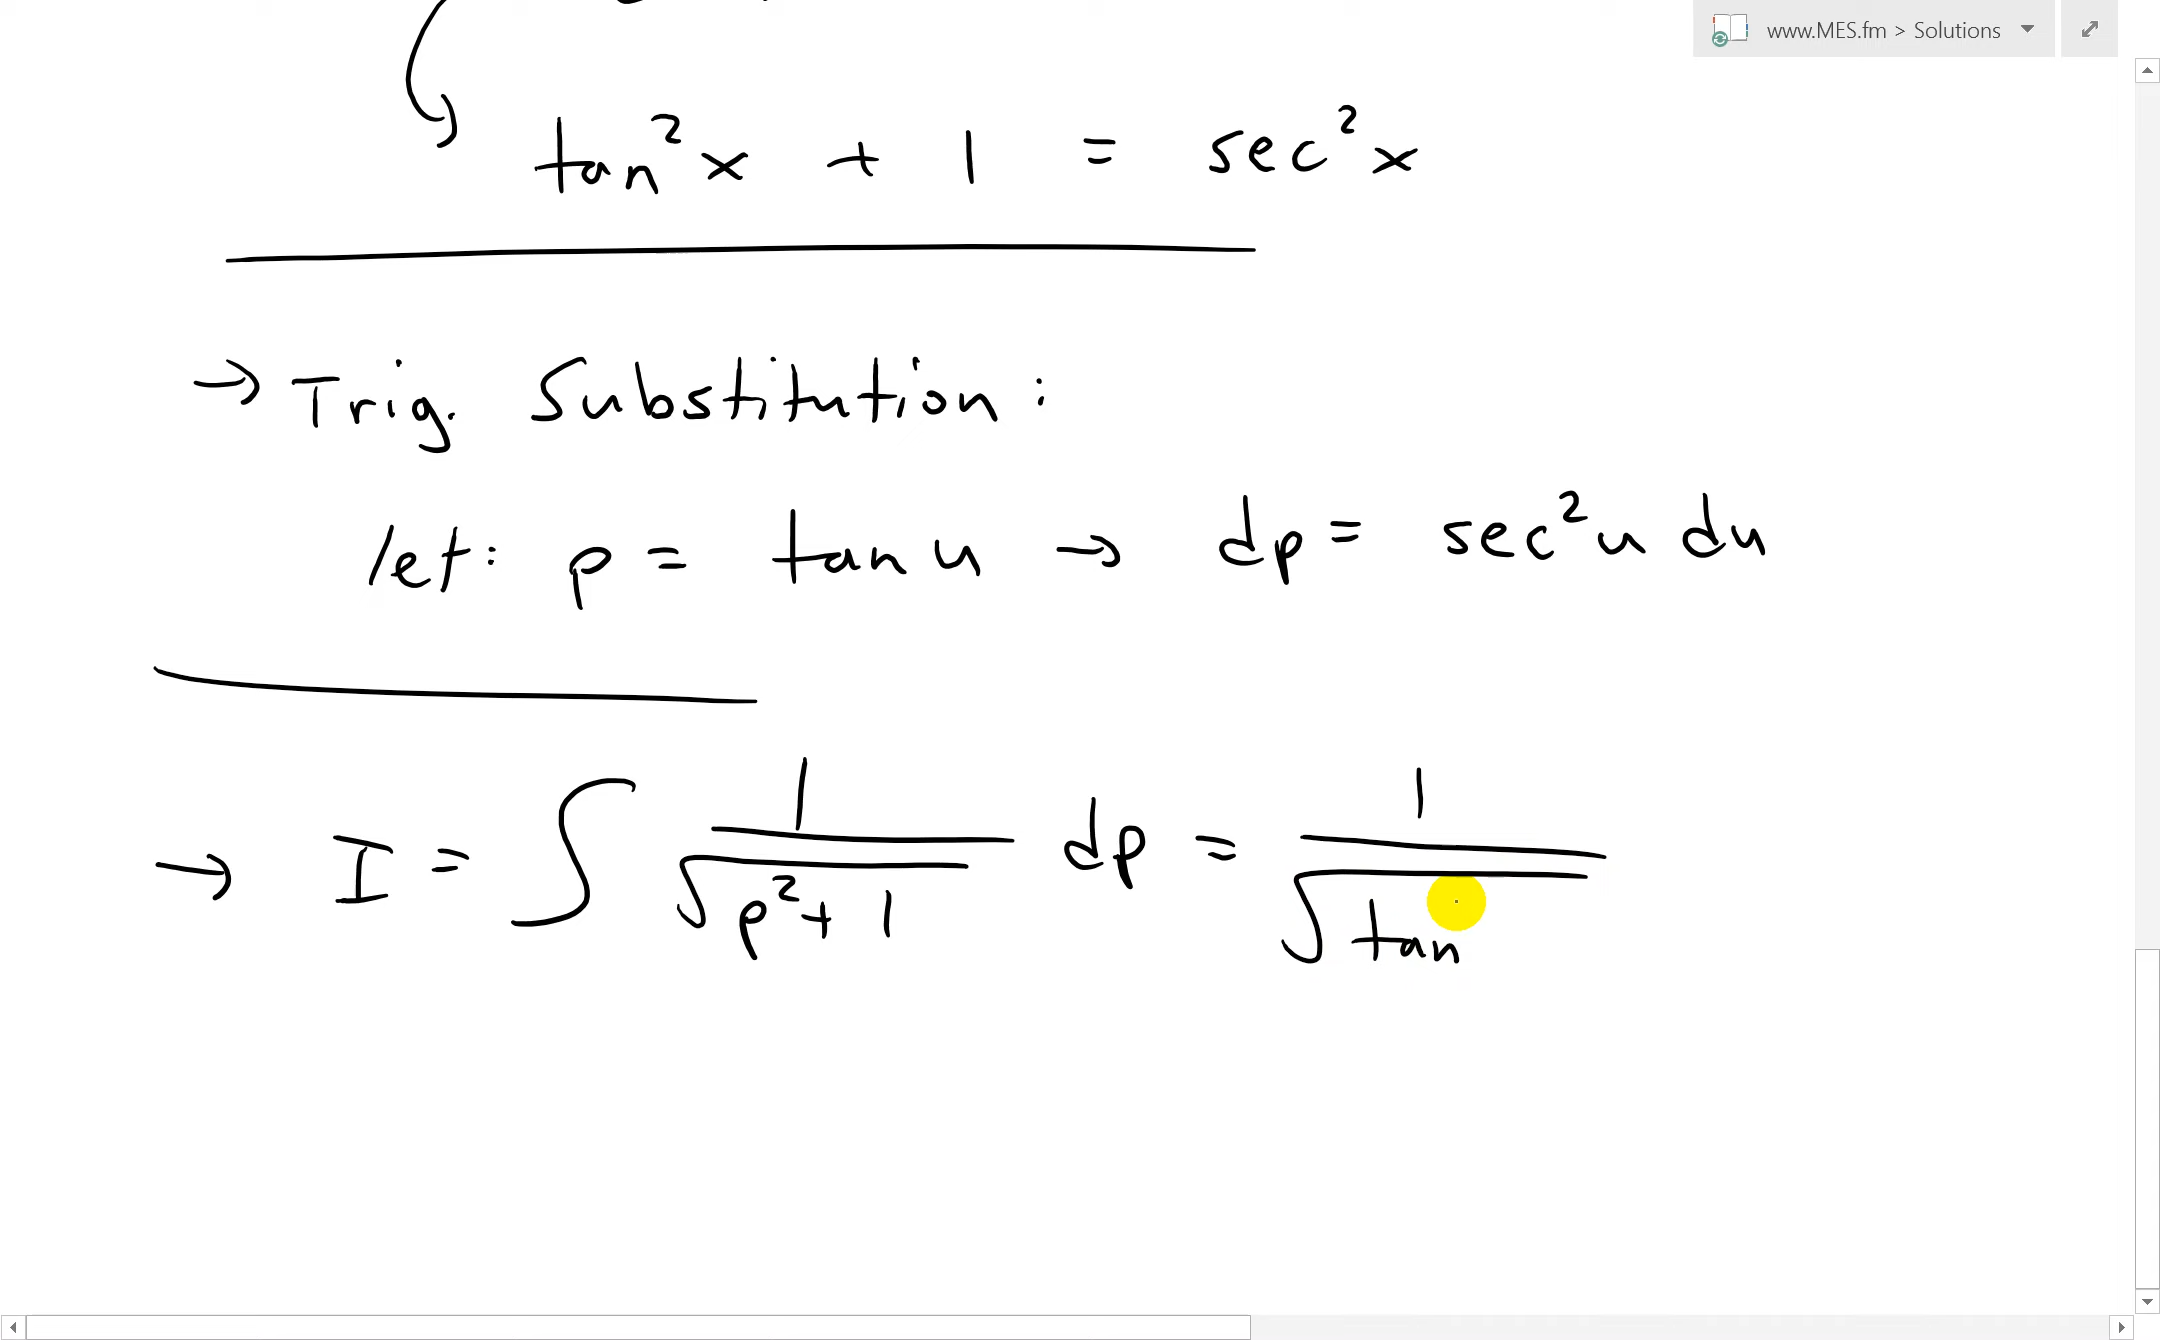 www.MES.fm > Solutions
tan²x + 1 = sec²x
→ Trig. Substitution:
let: p = tan u → dp = sec²u du
→ I = ∫ 1/√(p²+1) dp = 1/√(tan